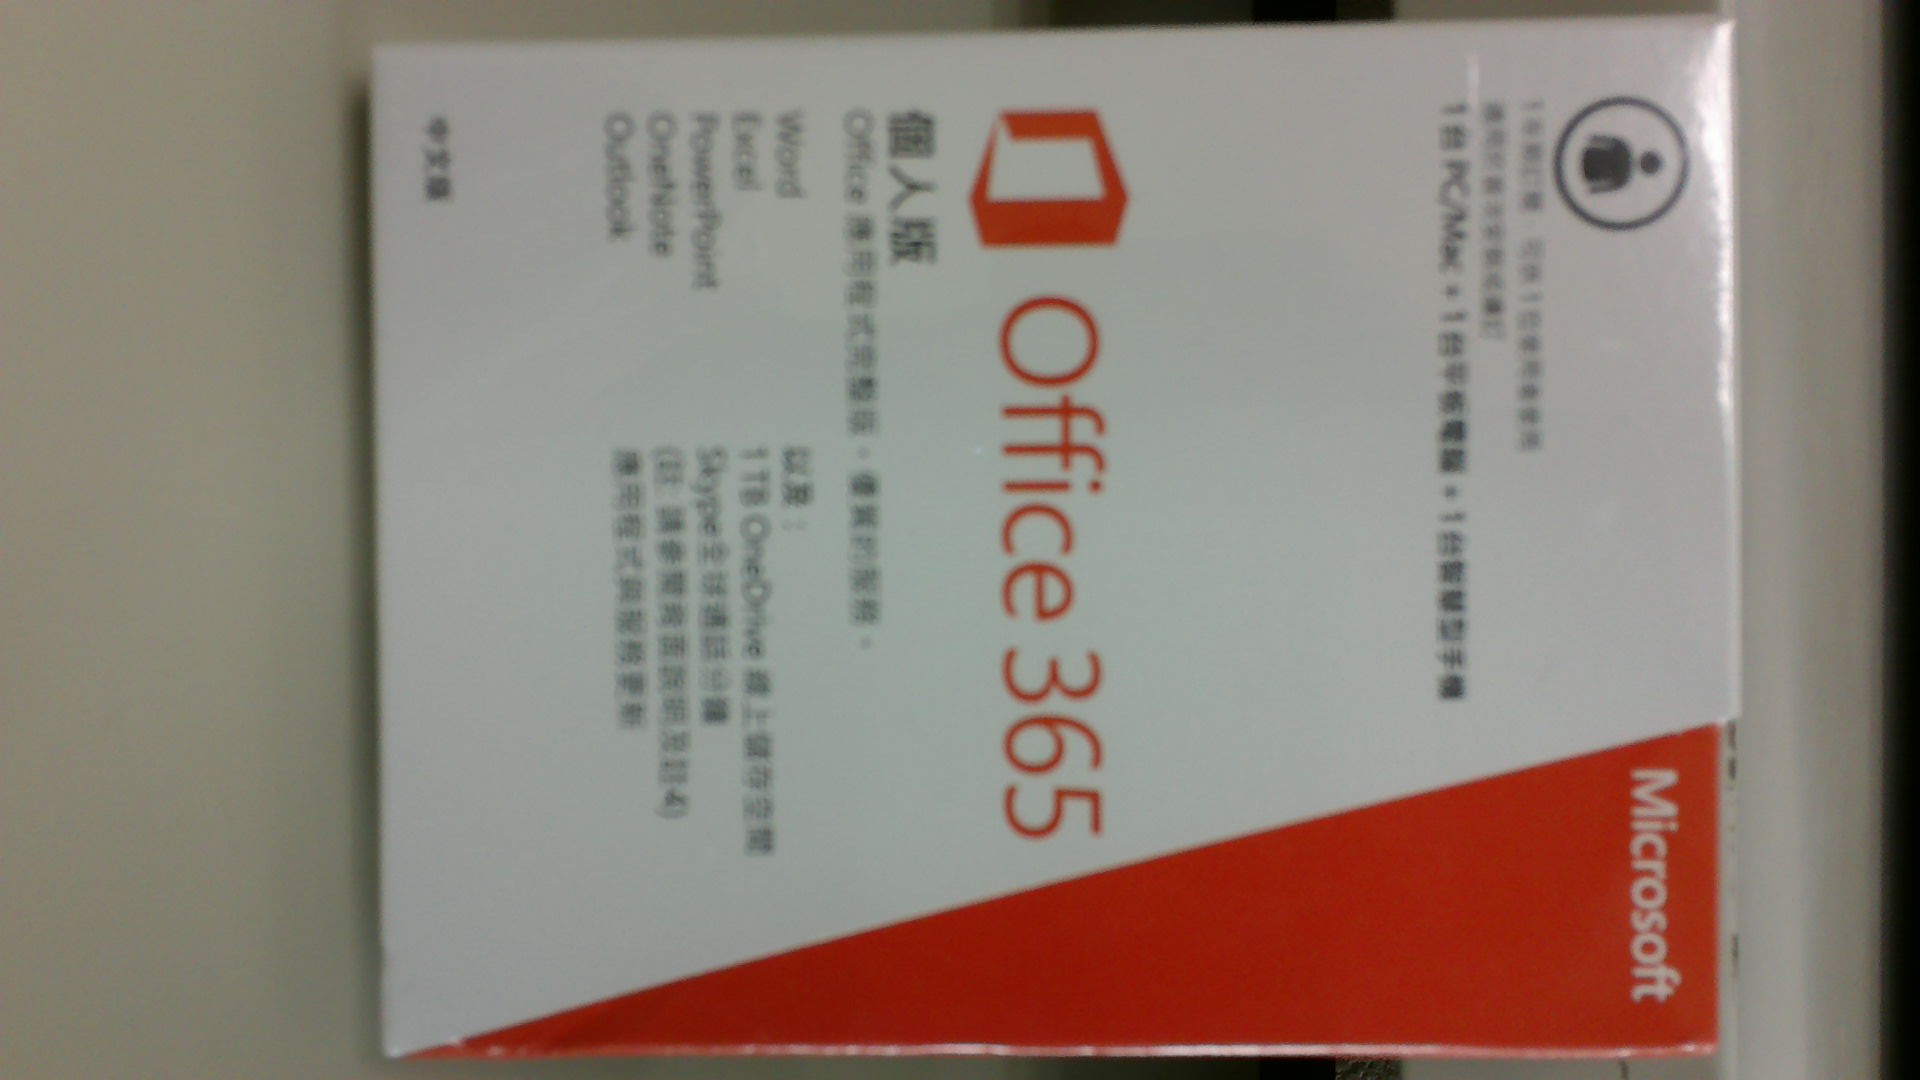 Microsoft
1年期訂閱,可供1位使用者使用
適用於首次安裝或續訂
1台 PC/Mac + 1台平板電腦 + 1台智慧型手機
Office 365
個人版
Office 應用程式完整版。優質的服務。
Word
Excel
PowerPoint
OneNote
Outlook
以及:
1 TB OneDrive 線上儲存空間
Skype全球通話分鐘
(註: 請參閱背面說明及註4)
應用程式與服務更新
中文版